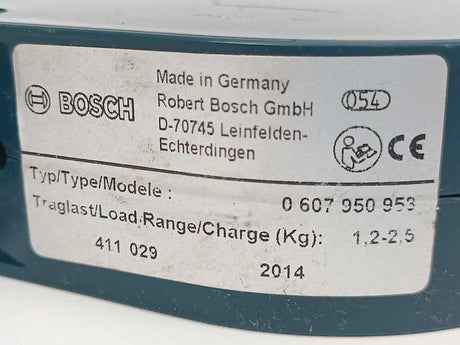 BOSCH
Made in Germany
Robert Bosch GmbH
D-70745 Leinfelden-
Echterdingen
054
CE
Typ/Type/Modele : 0 607 950 953
Traglast/Load Range/Charge (Kg): 1,2-2,5
411 029 2014